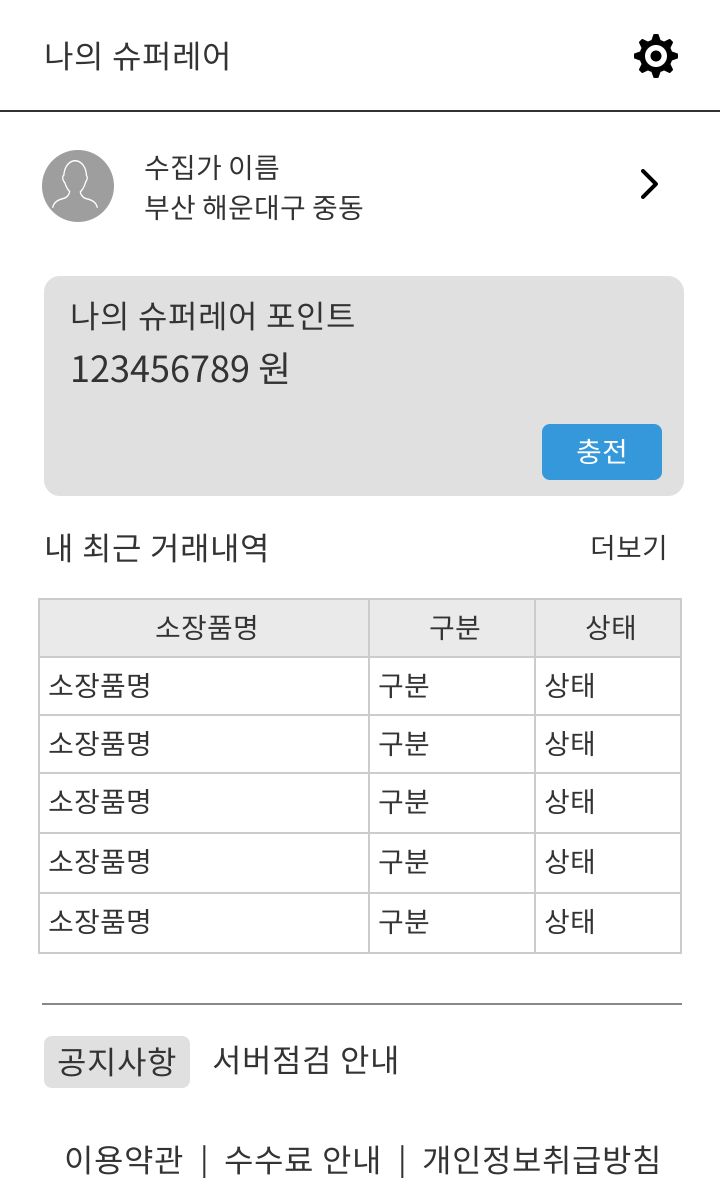 나의 슈퍼레어
수집가 이름
부산 해운대구 중동
나의 슈퍼레어 포인트
123456789 원
충전
내 최근 거래내역 더보기
소장품명 구분 상태
소장품명 구분 상태
소장품명 구분 상태
소장품명 구분 상태
소장품명 구분 상태
소장품명 구분 상태
공지사항 서버점검 안내
이용약관 | 수수료 안내 | 개인정보취급방침